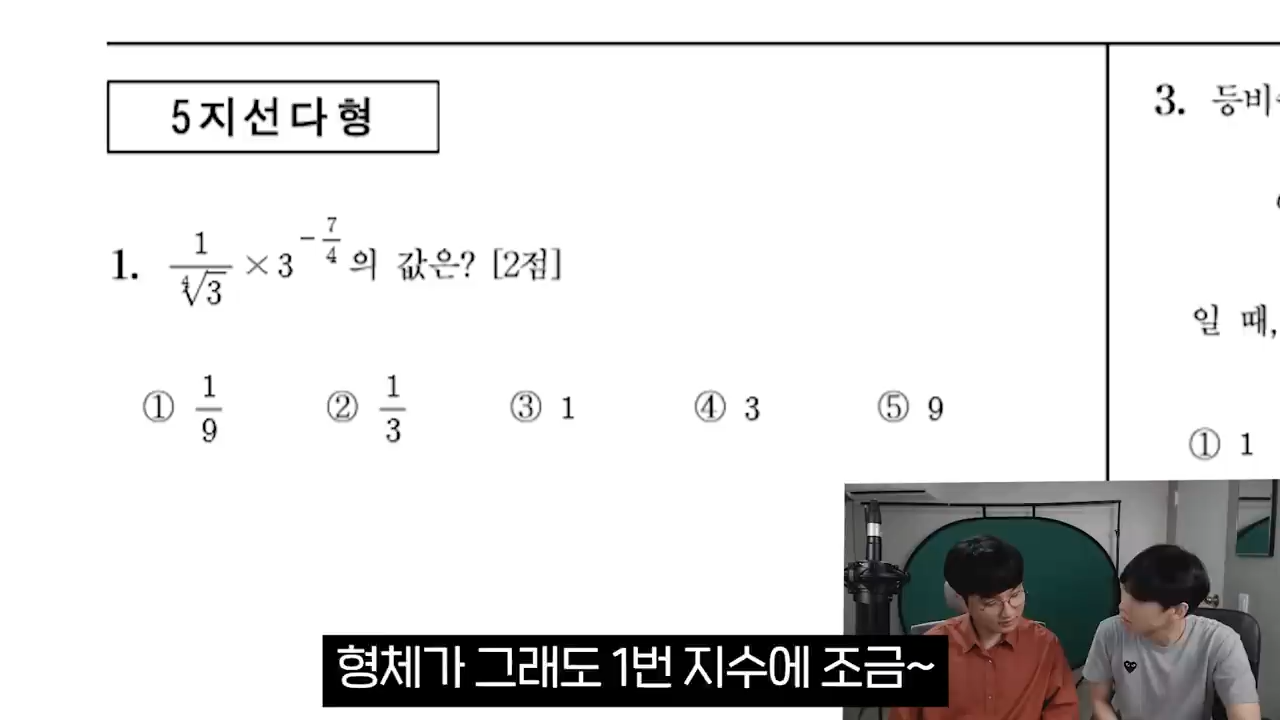 5지선다형
1. 1/∜3 × 3^(-7/4) 의 값은? [2점]
① 1/9 ② 1/3 ③ 1 ④ 3 ⑤ 9
3. 등비
일 때,
① 1
형체가 그래도 1번 지수에 조금~